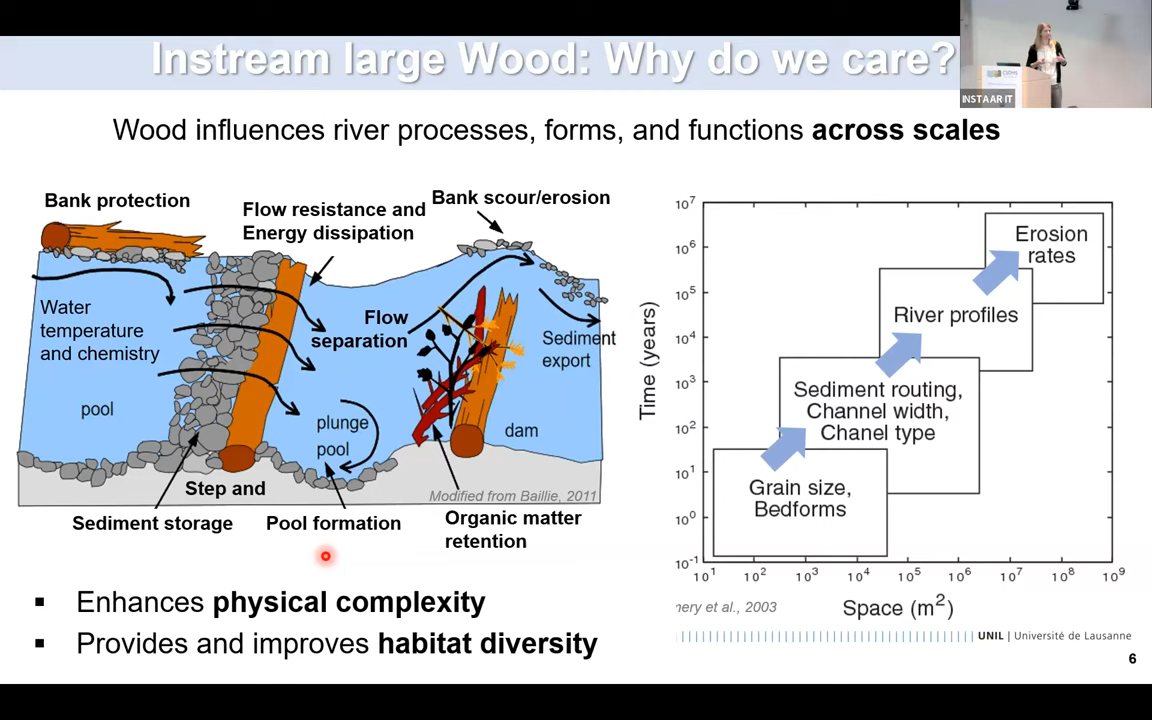 Instream large Wood: Why do we care?
INSTAAR IT
Wood influences river processes, forms, and functions across scales
Bank protection
Flow resistance and
Energy dissipation
Bank scour/erosion
Water
temperature
and chemistry
Flow
separation
Sediment
export
pool
plunge
pool
dam
Modified from Baillie, 2011
Step and
Sediment storage
Pool formation
Organic matter
retention
Enhances physical complexity
Provides and improves habitat diversity
Time (years)
10⁷
10⁶
10⁵
10⁴
10³
10²
10¹
10⁰
10⁻¹
Erosion
rates
River profiles
Sediment routing,
Channel width,
Chanel type
Grain size,
Bedforms
10¹ 10² 10³ 10⁴ 10⁵ 10⁶ 10⁷ 10⁸ 10⁹
Space (m²)
nery et al., 2003
UNIL | Université de Lausanne
6